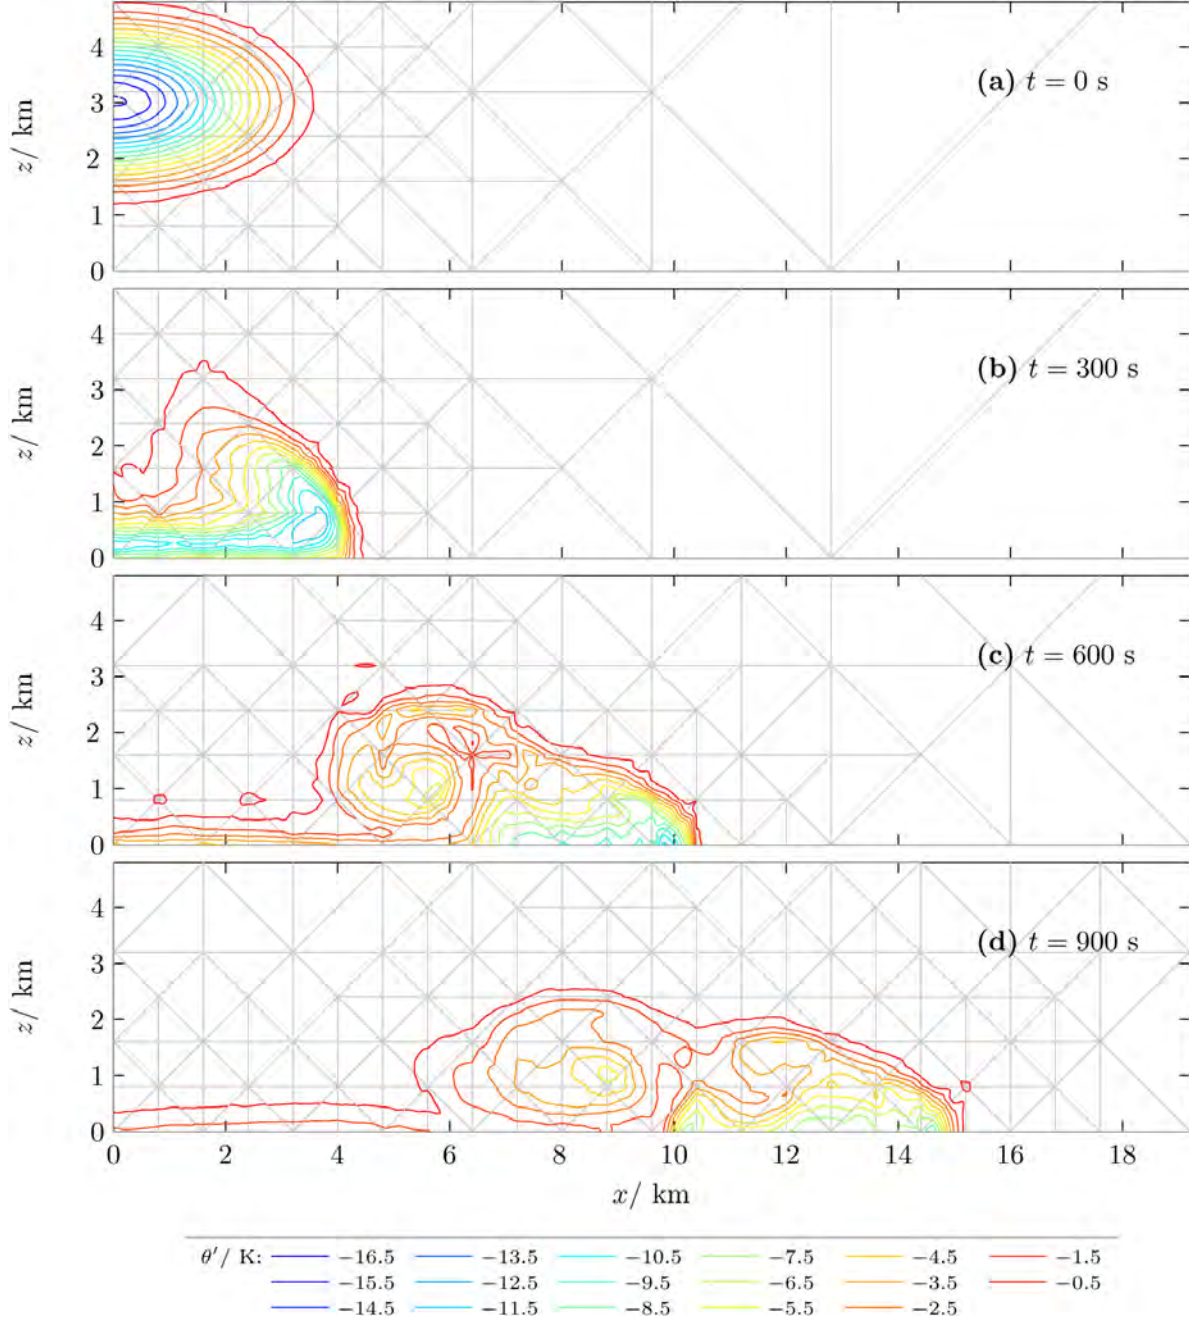 4
3
2
1
0
z/ km
(a) t = 0 s
4
3
2
1
0
z/ km
(b) t = 300 s
4
3
2
1
0
z/ km
(c) t = 600 s
4
3
2
1
0
z/ km
(d) t = 900 s
0 2 4 6 8 10 12 14 16 18
x/ km
θ′/ K: −16.5 −13.5 −10.5 −7.5 −4.5 −1.5
−15.5 −12.5 −9.5 −6.5 −3.5 −0.5
−14.5 −11.5 −8.5 −5.5 −2.5